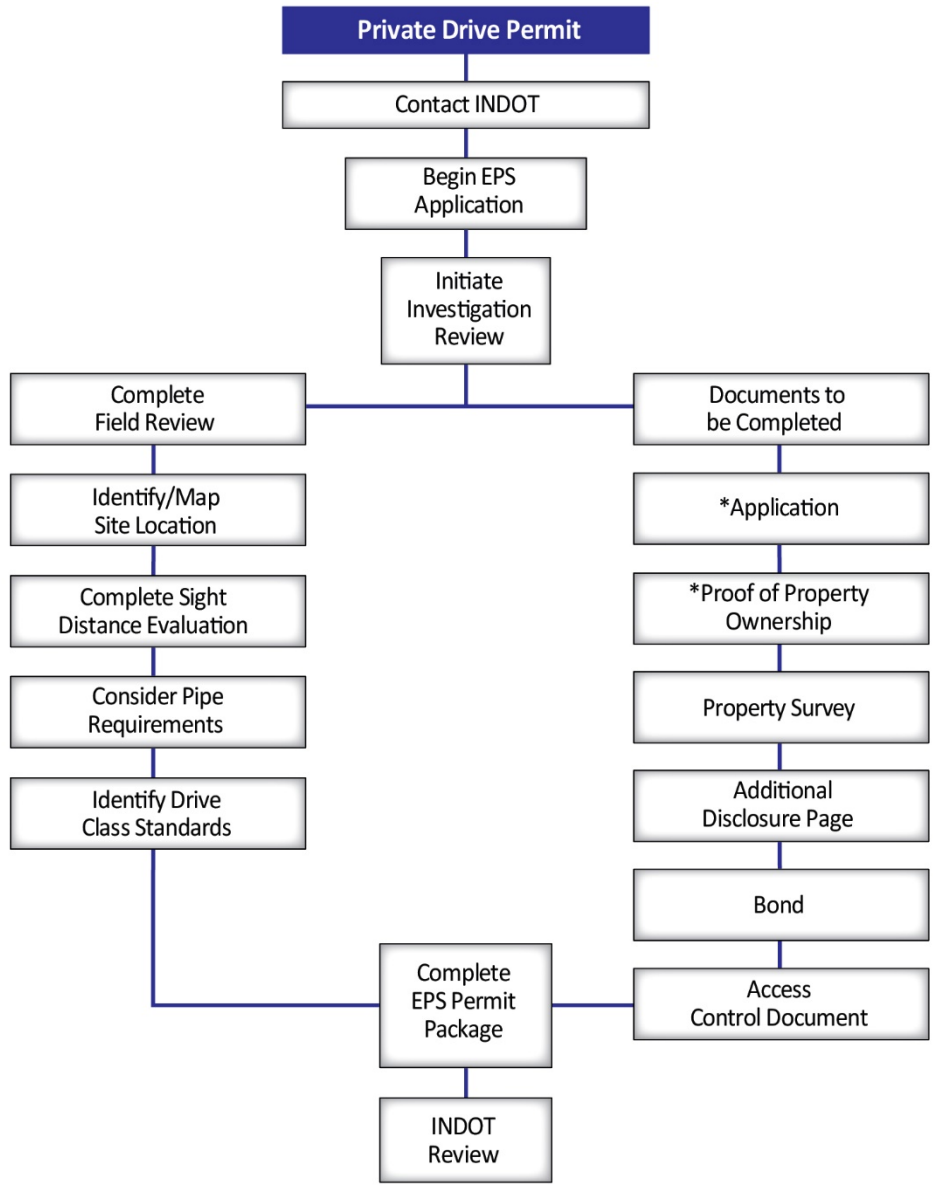 Private Drive Permit
Contact INDOT
Begin EPS
Application
Initiate
Investigation
Review
Complete
Field Review
Identify/Map
Site Location
Complete Sight
Distance Evaluation
Consider Pipe
Requirements
Identify Drive
Class Standards
Documents to
be Completed
*Application
*Proof of Property
Ownership
Property Survey
Additional
Disclosure Page
Bond
Access
Control Document
Complete
EPS Permit
Package
INDOT
Review